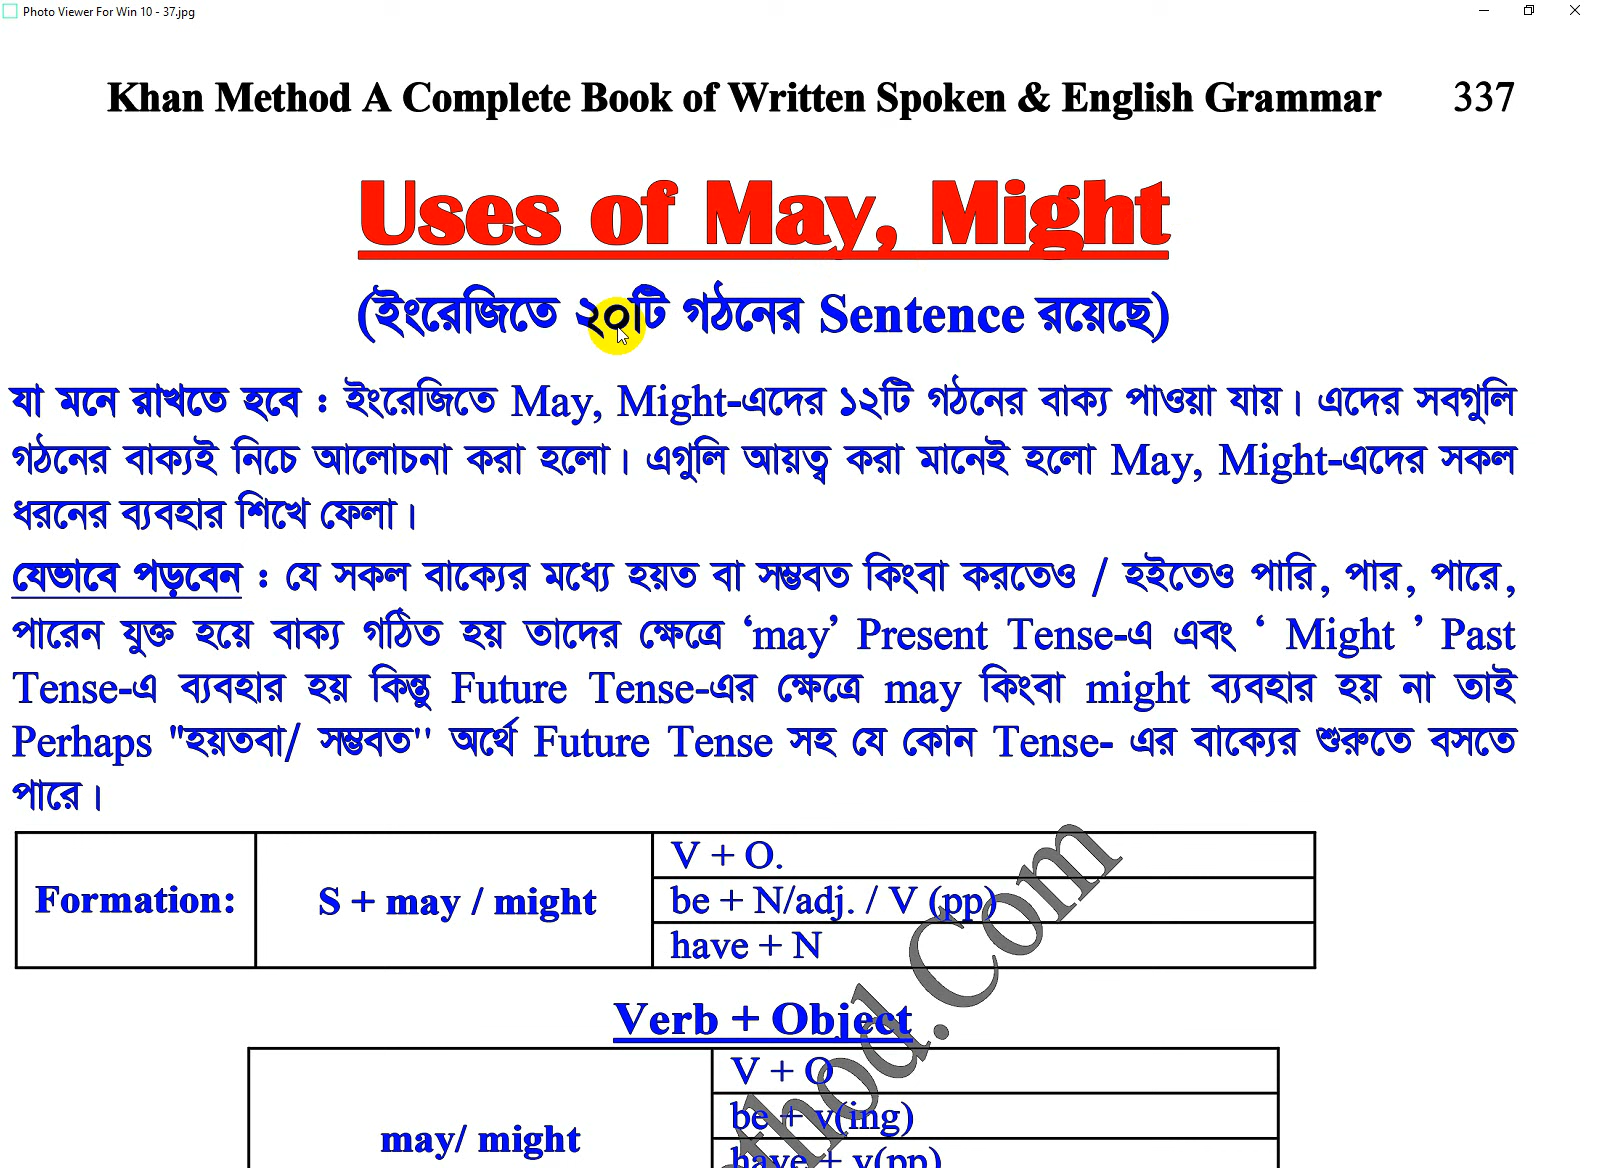 Photo Viewer For Win 10 - 37.jpg
Khan Method A Complete Book of Written Spoken & English Grammar 337
Uses of May, Might
(ইংরেজিতে ২০টি গঠনের Sentence রয়েছে)
যা মনে রাখতে হবে : ইংরেজিতে May, Might-এদের ১২টি গঠনের বাক্য পাওয়া যায়। এদের সবগুলি
গঠনের বাক্যই নিচে আলোচনা করা হলো। এগুলি আয়ত্ব করা মানেই হলো May, Might-এদের সকল
ধরনের ব্যবহার শিখে ফেলা।
যেভাবে পড়বেন : যে সকল বাক্যের মধ্যে হয়ত বা সম্ভবত কিংবা করতেও / হইতেও পারি, পার, পারে,
পারেন যুক্ত হয়ে বাক্য গঠিত হয় তাদের ক্ষেত্রে ‘may’ Present Tense-এ এবং ‘ Might ’ Past
Tense-এ ব্যবহার হয় কিন্তু Future Tense-এর ক্ষেত্রে may কিংবা might ব্যবহার হয় না তাই
Perhaps "হয়তবা/ সম্ভবত'' অর্থে Future Tense সহ যে কোন Tense- এর বাক্যের শুরুতে বসতে
পারে।
Formation:
S + may / might
V + O.
be + N/adj. / V (pp)
have + N
Verb + Object
may/ might
V + O
be + v(ing)
have + v(pp)
thod.Com